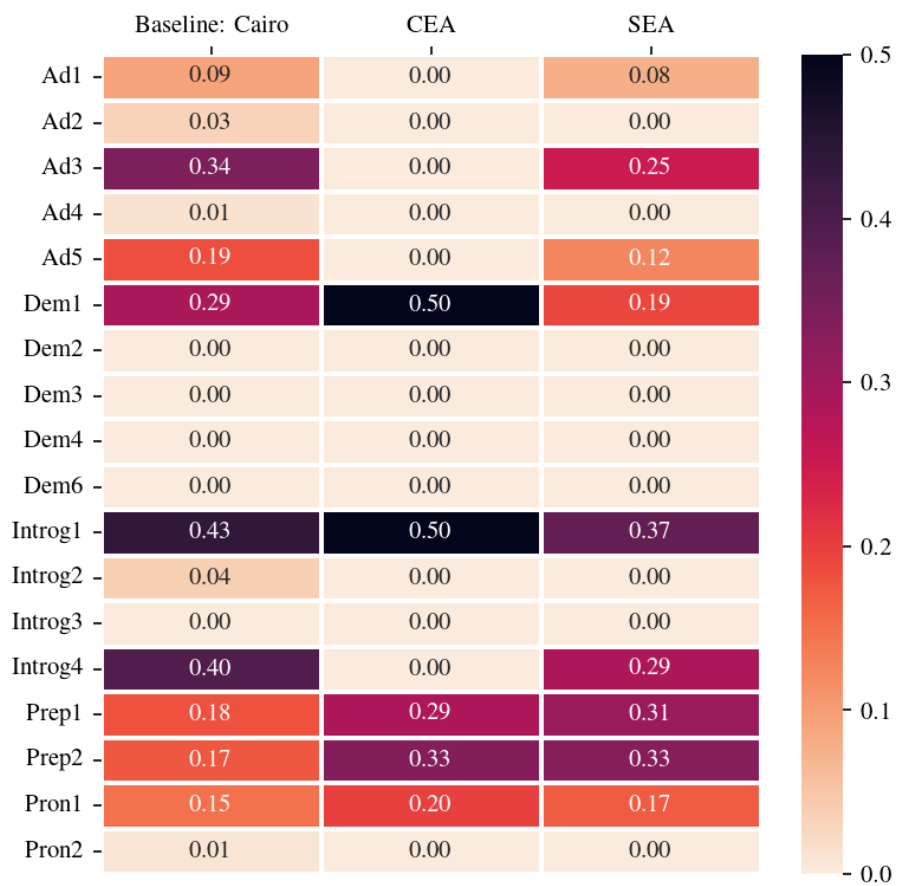 Baseline: Cairo CEA SEA
Ad1 0.09 0.00 0.08 0.5
Ad2 0.03 0.00 0.00
Ad3 0.34 0.00 0.25
Ad4 0.01 0.00 0.00 0.4
Ad5 0.19 0.00 0.12
Dem1 0.29 0.50 0.19
Dem2 0.00 0.00 0.00
Dem3 0.00 0.00 0.00 0.3
Dem4 0.00 0.00 0.00
Dem6 0.00 0.00 0.00
Introg1 0.43 0.50 0.37 0.2
Introg2 0.04 0.00 0.00
Introg3 0.00 0.00 0.00
Introg4 0.40 0.00 0.29
Prep1 0.18 0.29 0.31 0.1
Prep2 0.17 0.33 0.33
Pron1 0.15 0.20 0.17
Pron2 0.01 0.00 0.00 0.0